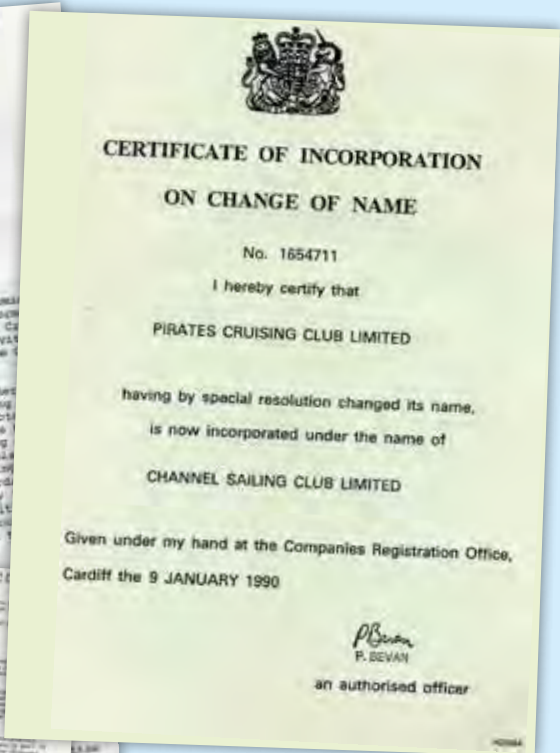 CERTIFICATE OF INCORPORATION
ON CHANGE OF NAME
No. 1654711
I hereby certify that
PIRATES CRUISING CLUB LIMITED
having by special resolution changed its name,
is now incorporated under the name of
CHANNEL SAILING CLUB LIMITED
Given under my hand at the Companies Registration Office,
Cardiff the 9 JANUARY 1990
P. BEVAN
an authorised officer